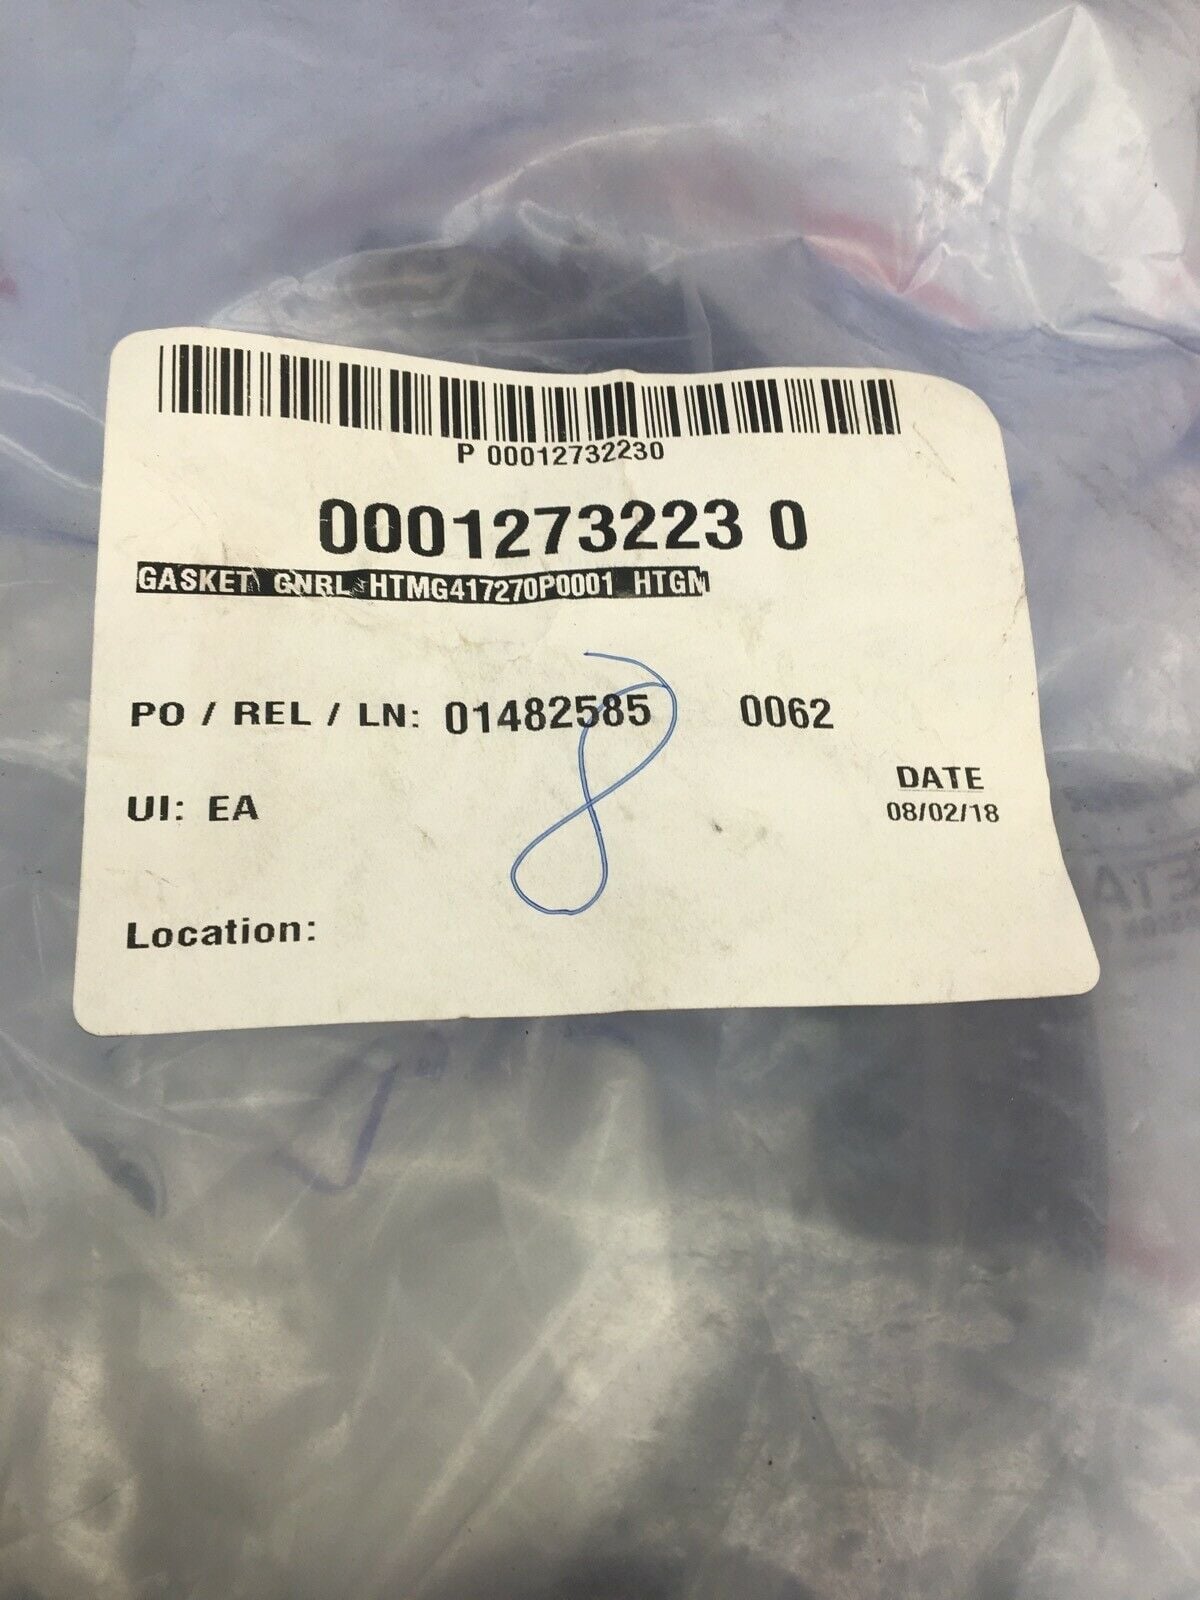 P 00012732230
0001273223 0
GASKET GNRL HTMG417270P0001 HTGM
PO / REL / LN: 01482585 0062
8
DATE
UI: EA
08/02/18
Location: